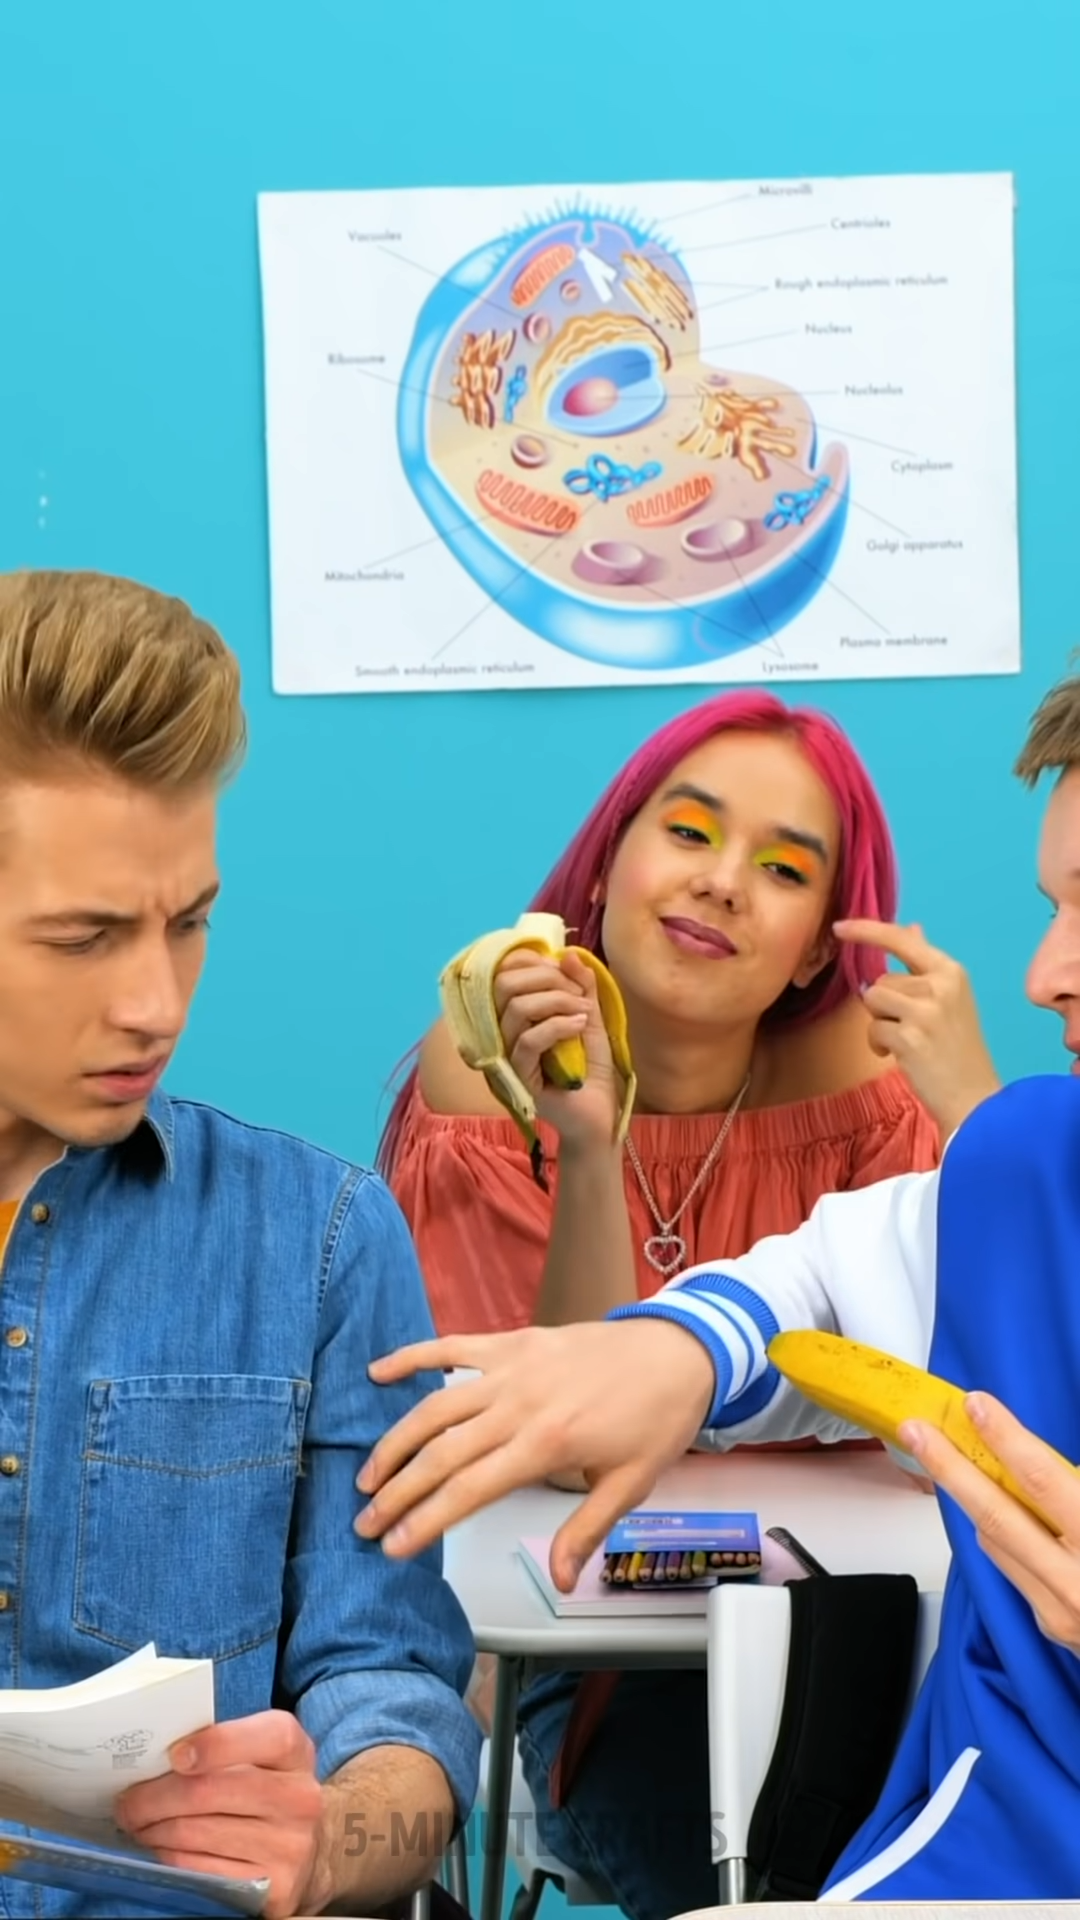 Microvilli
Vacuoles
Centrioles
Rough endoplasmic reticulum
Nucleus
Ribosome
Nucleolus
Cytoplasm
Golgi apparatus
Mitochondria
Plasma membrane
Smooth endoplasmic reticulum
Lysosome
5-MINUTE CRAFTS